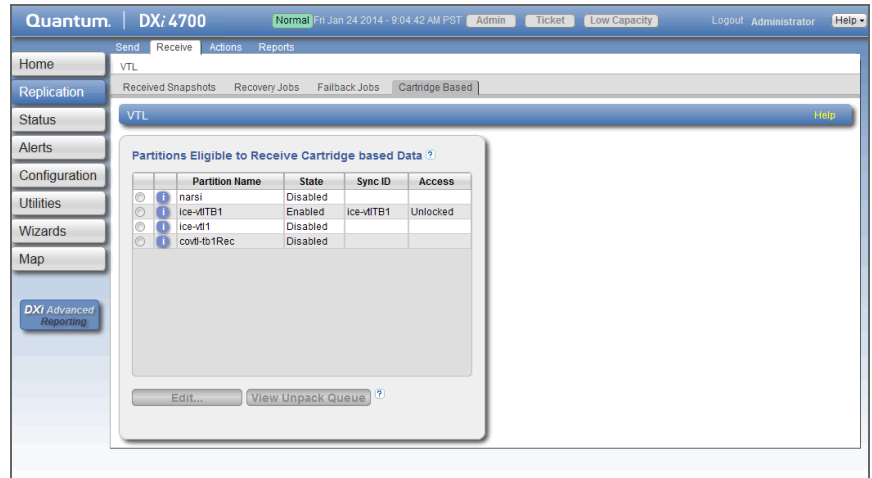 Quantum. DXi 4700 Normal Fri Jan 24 2014 - 9:04:42 AM PST Admin Ticket Low Capacity Logout Administrator Help
Send Receive Actions Reports
Home
VTL
Replication
Received Snapshots Recovery Jobs Failback Jobs Cartridge Based
Status
VTL Help
Alerts
Configuration
Utilities
Wizards
Map
DXi Advanced
Reporting
Partitions Eligible to Receive Cartridge based Data ?
Partition Name State Sync ID Access
i narsi Disabled
i ice-vtlTB1 Enabled ice-vtlTB1 Unlocked
i ice-vtl1 Disabled
i covtl-tb1Rec Disabled
Edit... View Unpack Queue ?